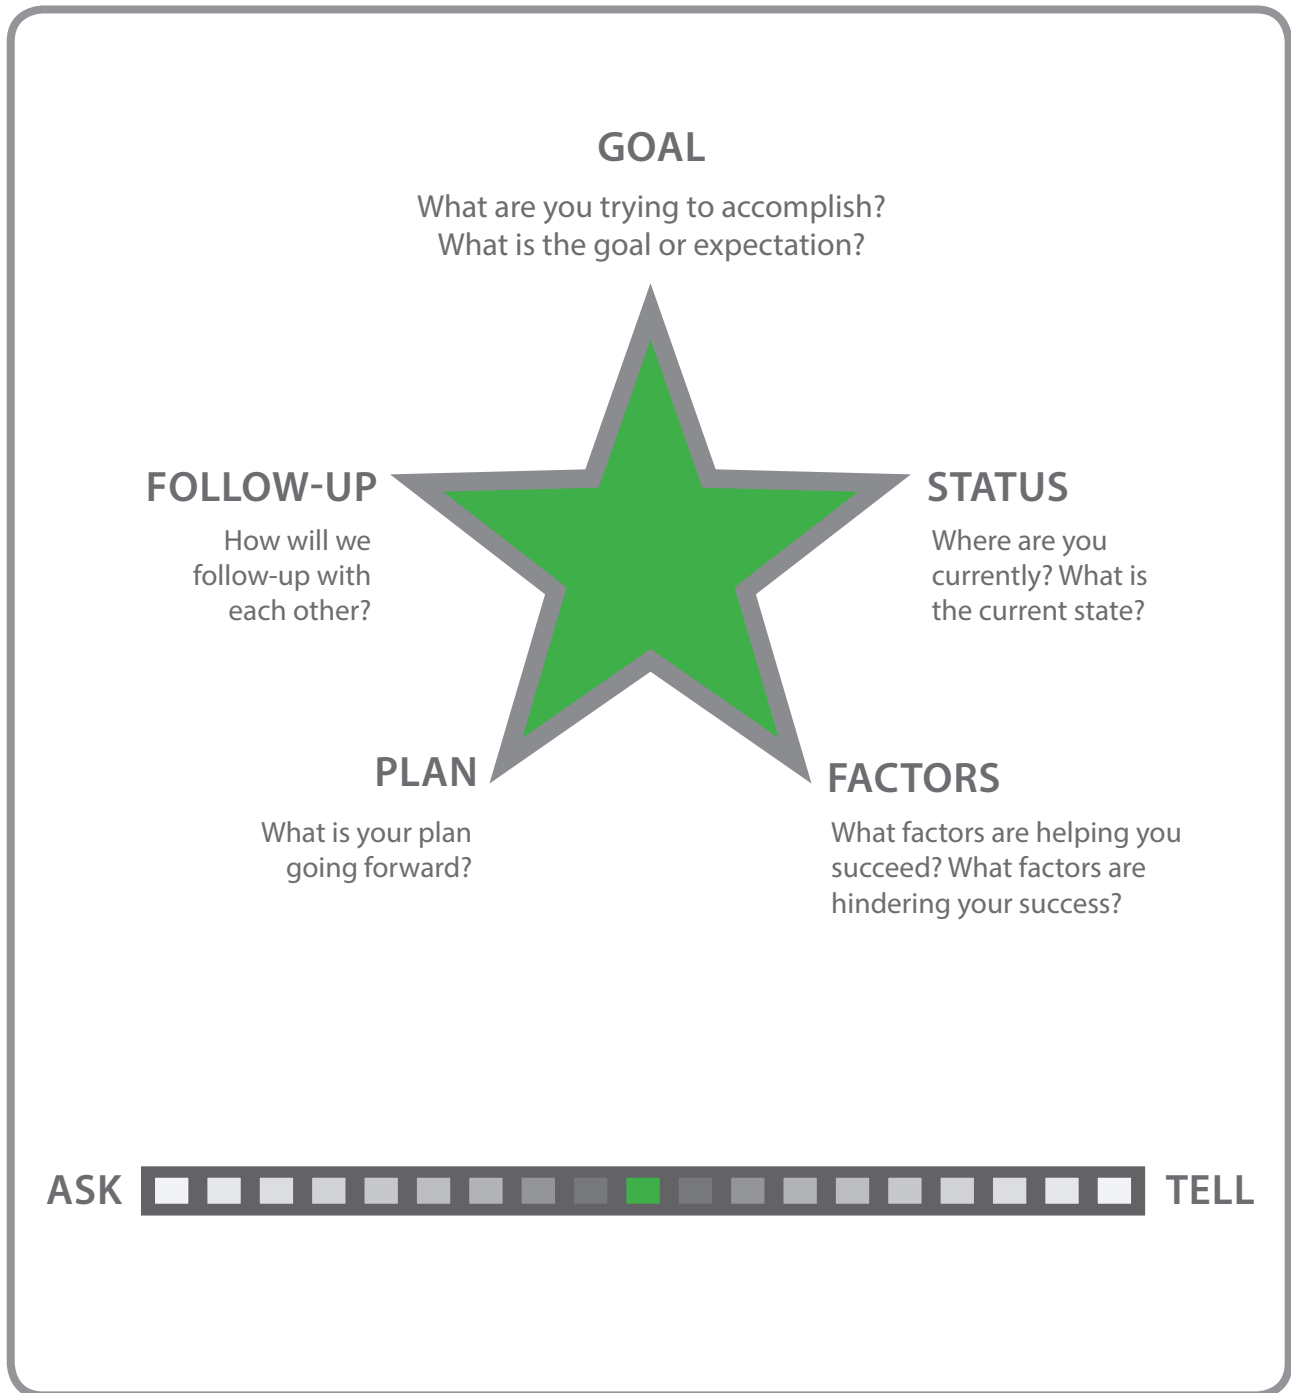 GOAL
What are you trying to accomplish?
What is the goal or expectation?
FOLLOW-UP
How will we
follow-up with
each other?
STATUS
Where are you
currently? What is
the current state?
PLAN
What is your plan
going forward?
FACTORS
What factors are helping you
succeed? What factors are
hindering your success?
ASK
TELL